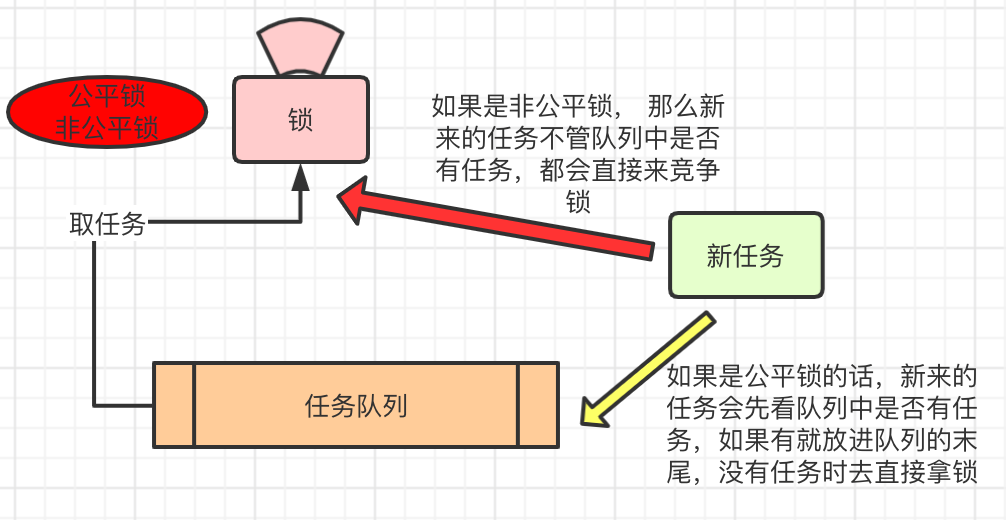 公平锁
非公平锁
锁
如果是非公平锁， 那么新
来的任务不管队列中是否
有任务，都会直接来竞争
锁
取任务
新任务
任务队列
如果是公平锁的话，新来的
任务会先看队列中是否有任
务，如果有就放进队列的末
尾，没有任务时去直接拿锁